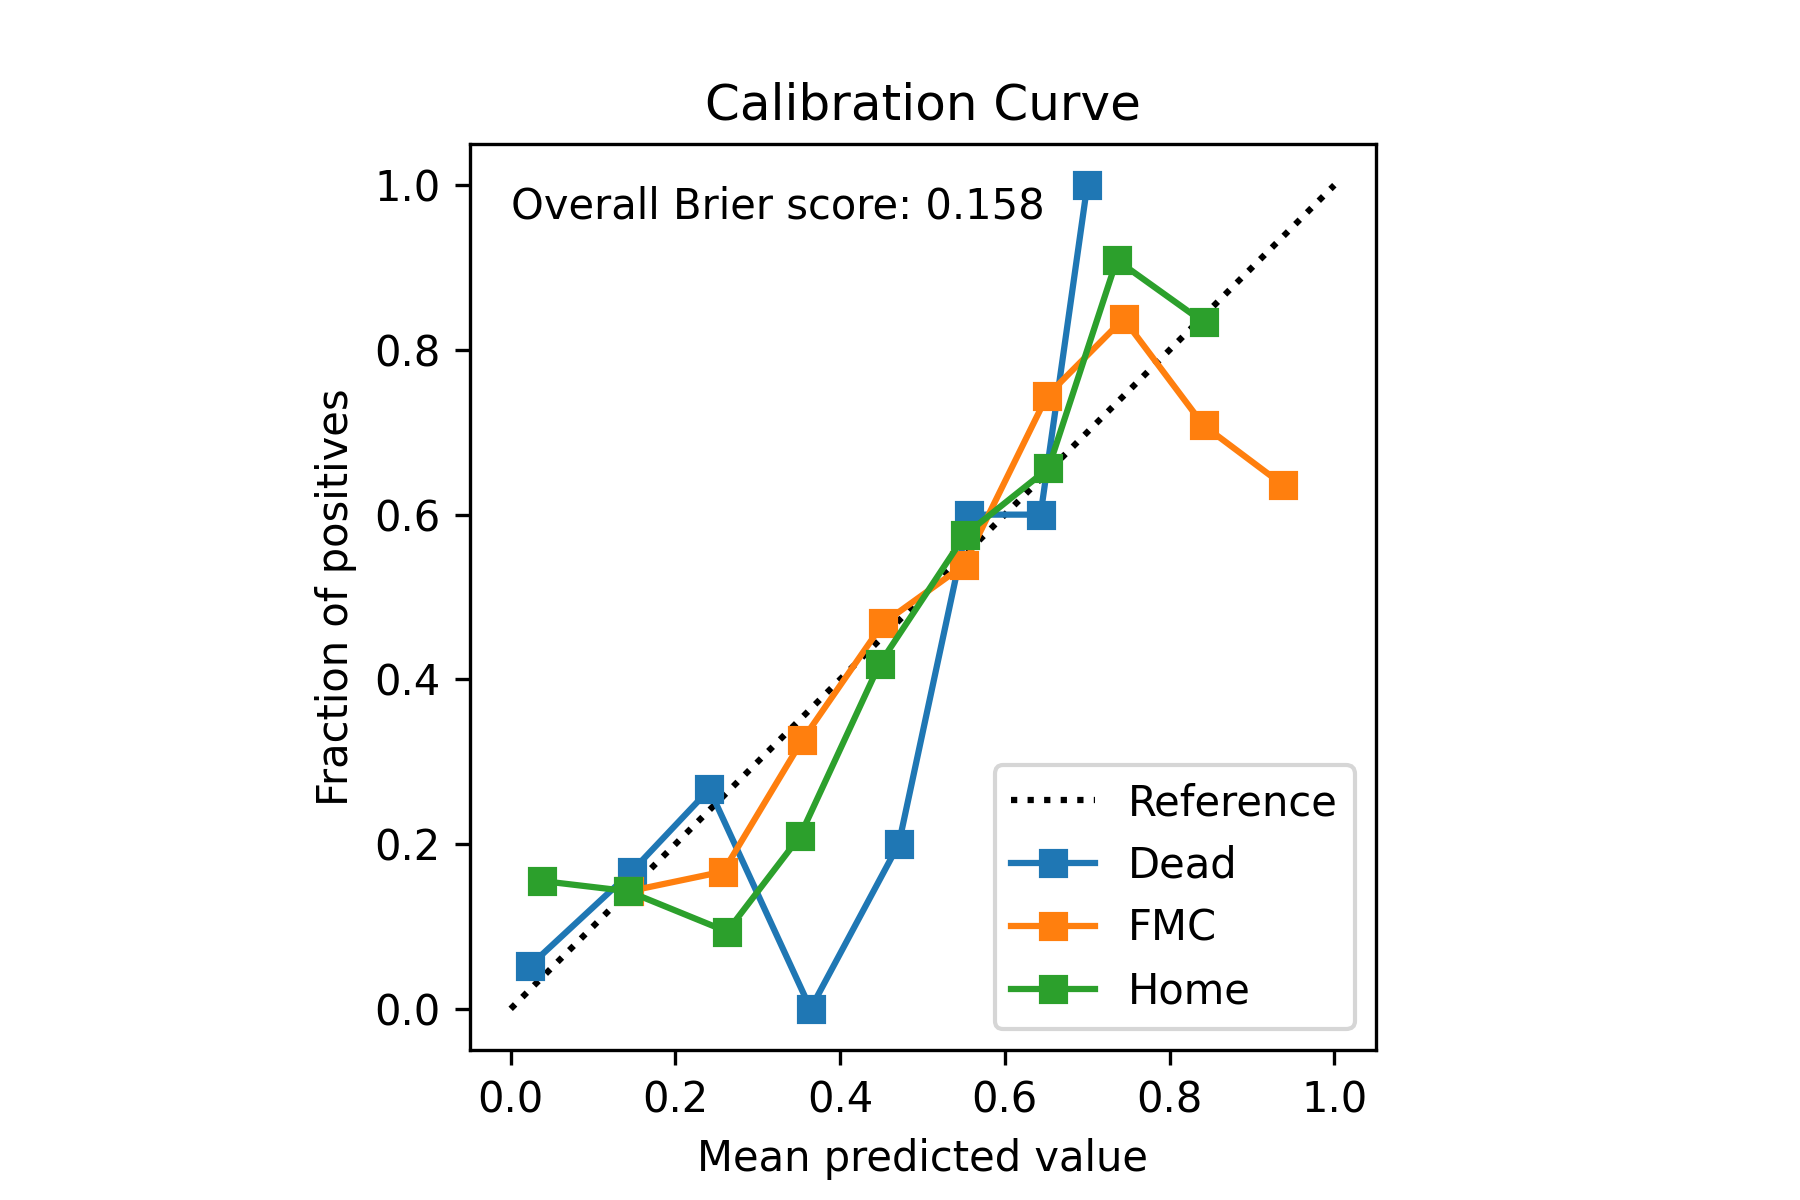 Calibration Curve
Overall Brier score: 0.158
1.0
0.8
0.6
0.4
0.2
0.0
Fraction of positives
Reference
Dead
FMC
Home
0.0 0.2 0.4 0.6 0.8 1.0
Mean predicted value